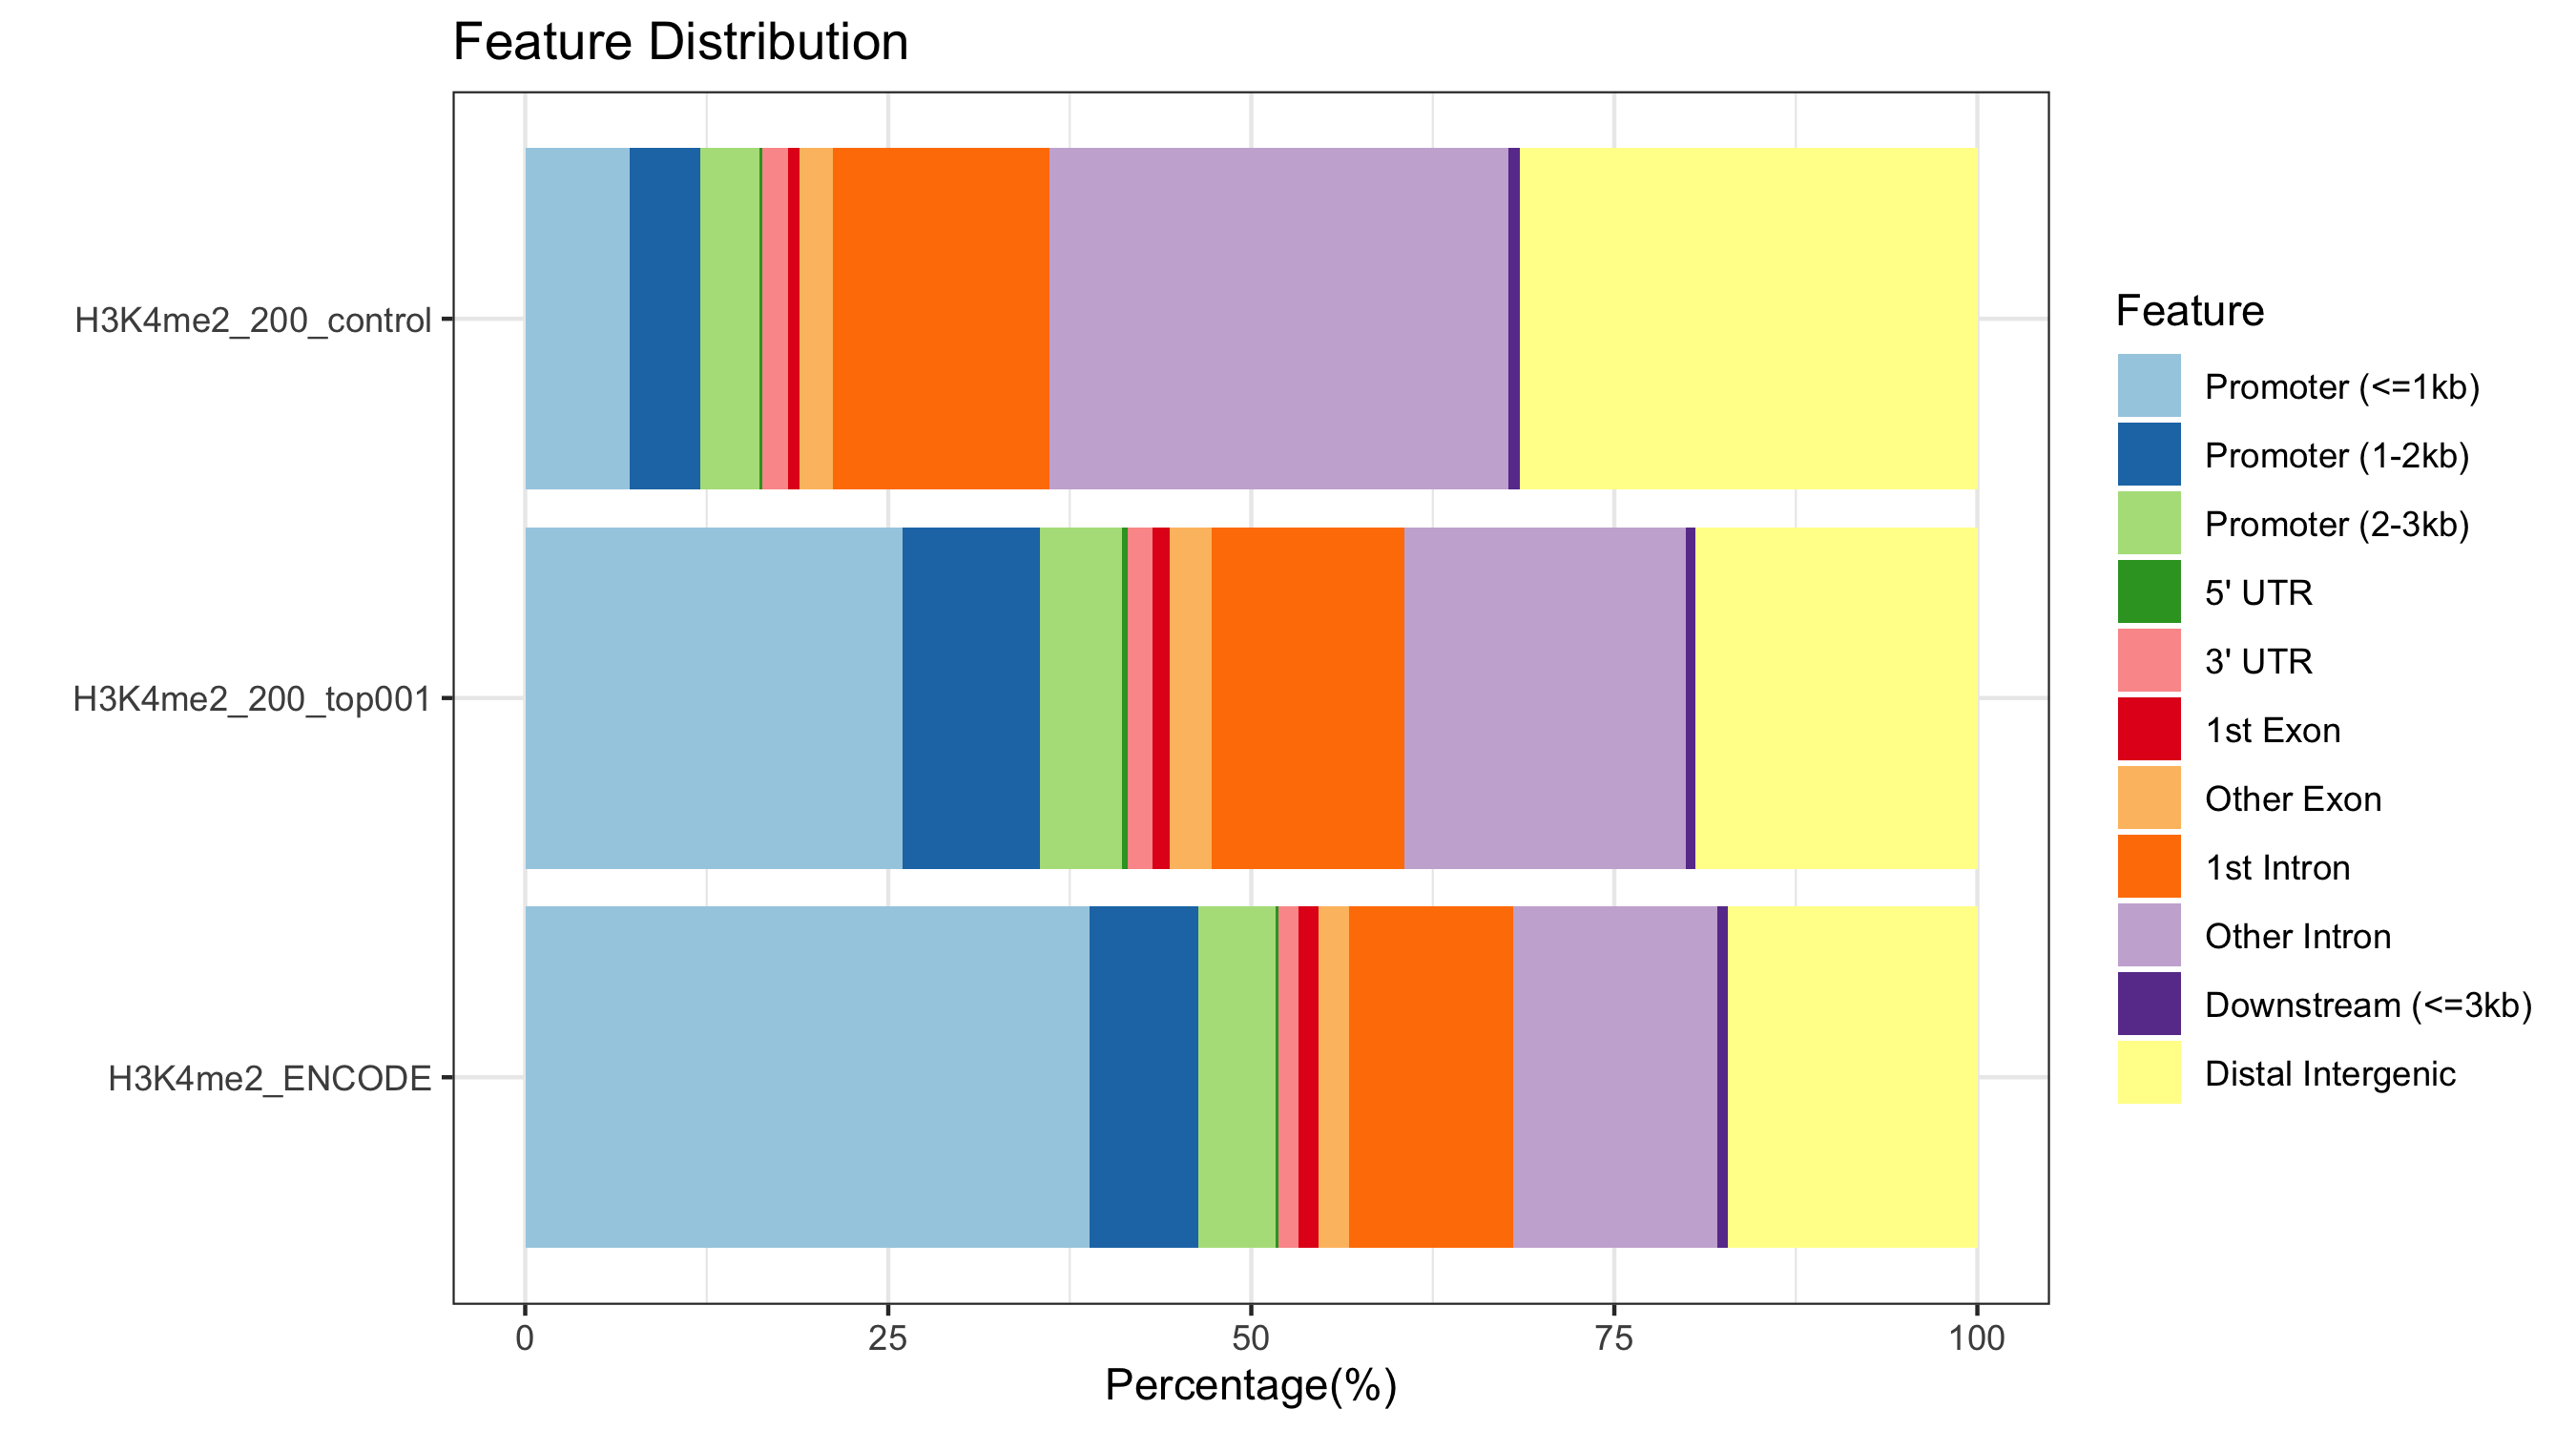 Feature Distribution
H3K4me2_200_control
H3K4me2_200_top001
H3K4me2_ENCODE
0 25 50 75 100
Percentage(%)
Feature
Promoter (<=1kb)
Promoter (1-2kb)
Promoter (2-3kb)
5' UTR
3' UTR
1st Exon
Other Exon
1st Intron
Other Intron
Downstream (<=3kb)
Distal Intergenic